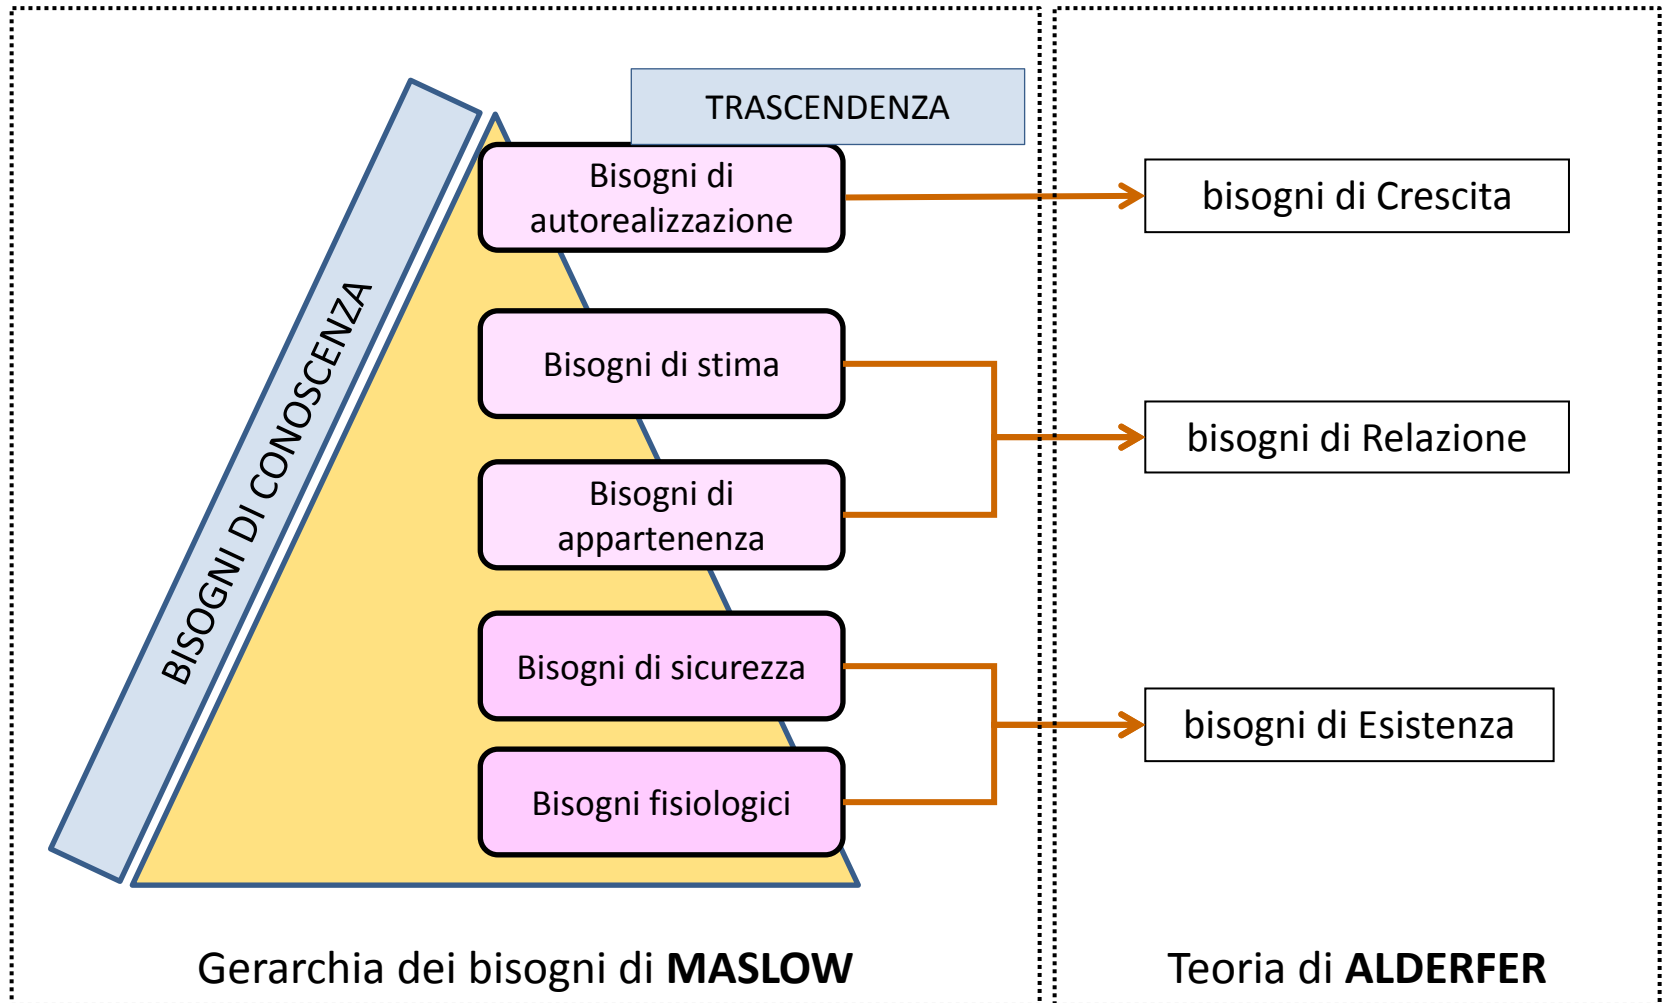 TRASCENDENZA
BISOGNI DI CONOSCENZA
Bisogni di
autorealizzazione
bisogni di Crescita
Bisogni di stima
bisogni di Relazione
Bisogni di
appartenenza
Bisogni di sicurezza
bisogni di Esistenza
Bisogni fisiologici
Gerarchia dei bisogni di MASLOW
Teoria di ALDERFER